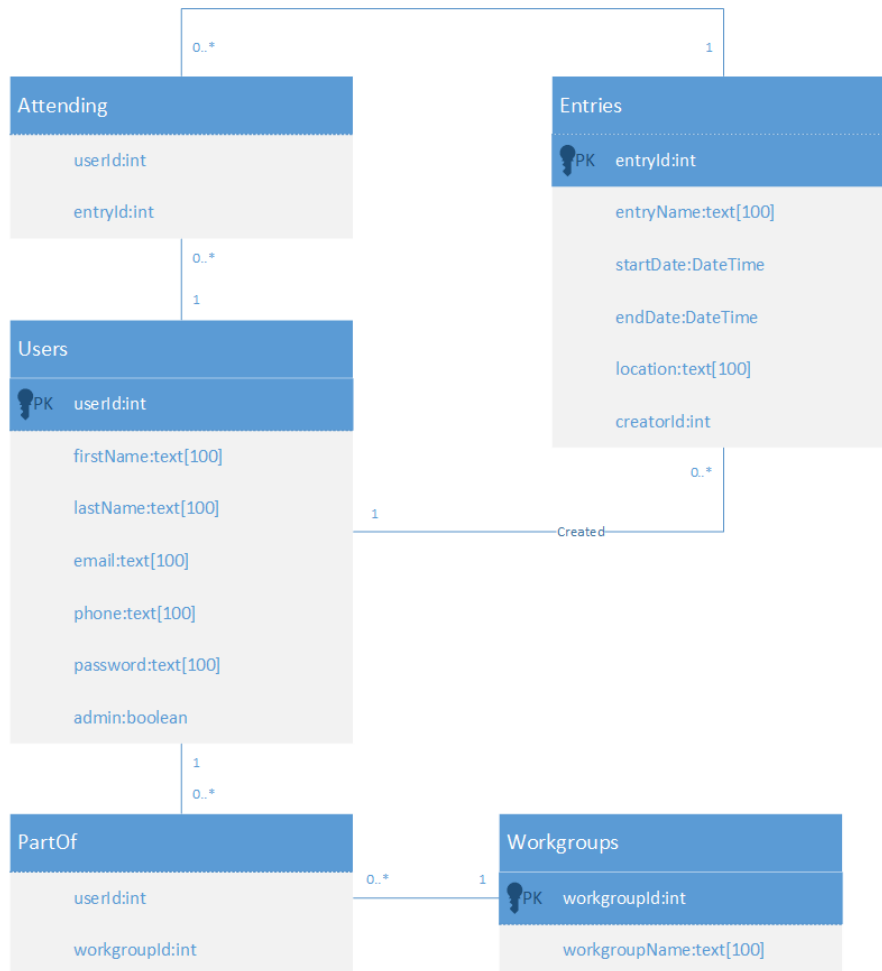 0..*
1
Attending
userId:int
entryId:int
Entries
PK entryId:int
entryName:text[100]
startDate:DateTime
endDate:DateTime
location:text[100]
creatorId:int
0..*
1
Users
PK userId:int
firstName:text[100]
lastName:text[100]
email:text[100]
phone:text[100]
password:text[100]
admin:boolean
0..*
1
Created
1
0..*
PartOf
userId:int
workgroupId:int
0..*
1
Workgroups
PK workgroupId:int
workgroupName:text[100]